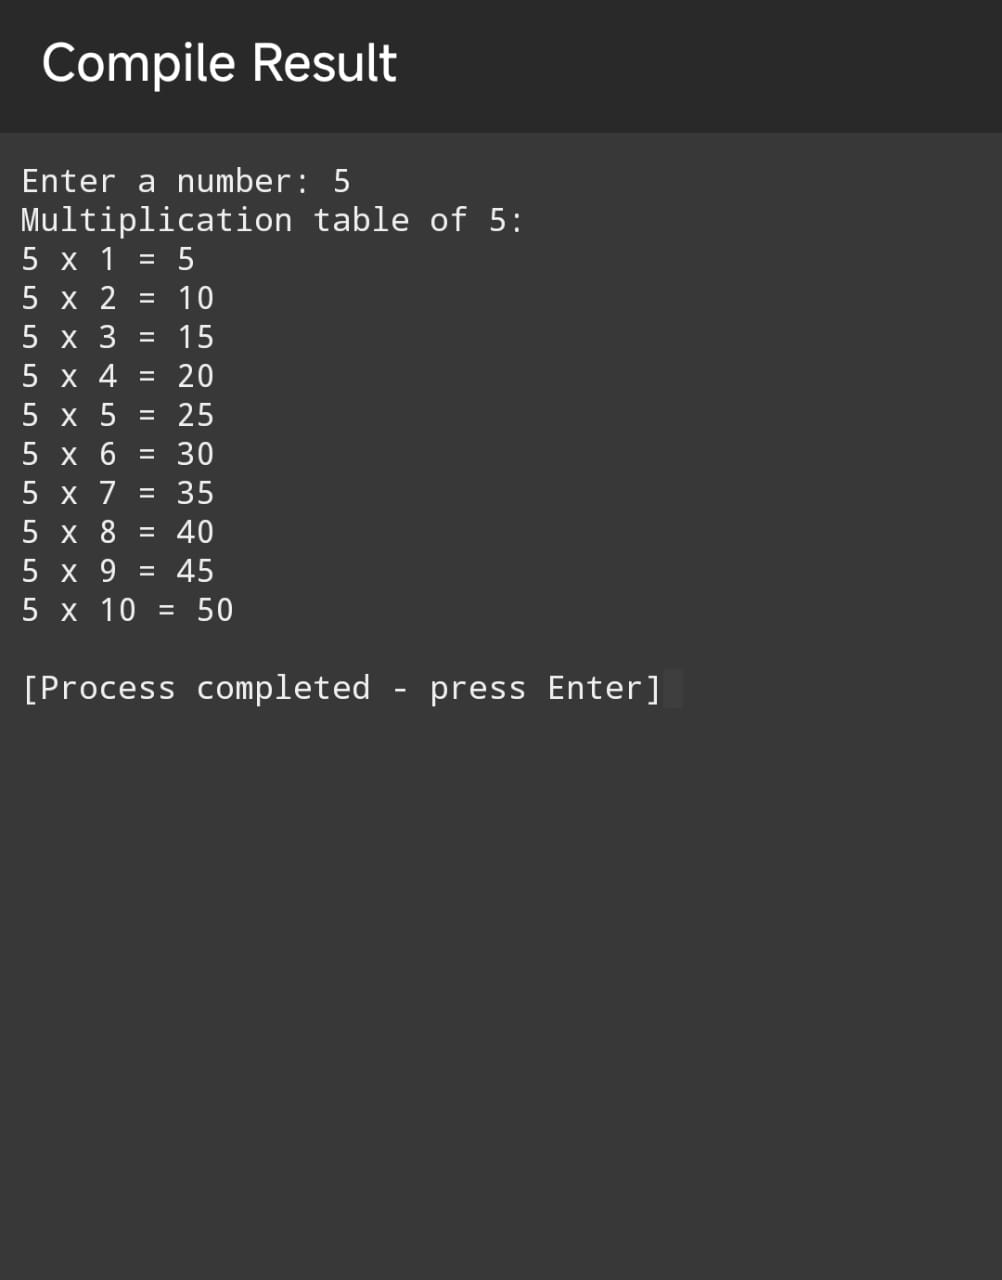 Compile Result
Enter a number: 5
Multiplication table of 5:
5 x 1 = 5
5 x 2 = 10
5 x 3 = 15
5 x 4 = 20
5 x 5 = 25
5 x 6 = 30
5 x 7 = 35
5 x 8 = 40
5 x 9 = 45
5 x 10 = 50
[Process completed - press Enter]